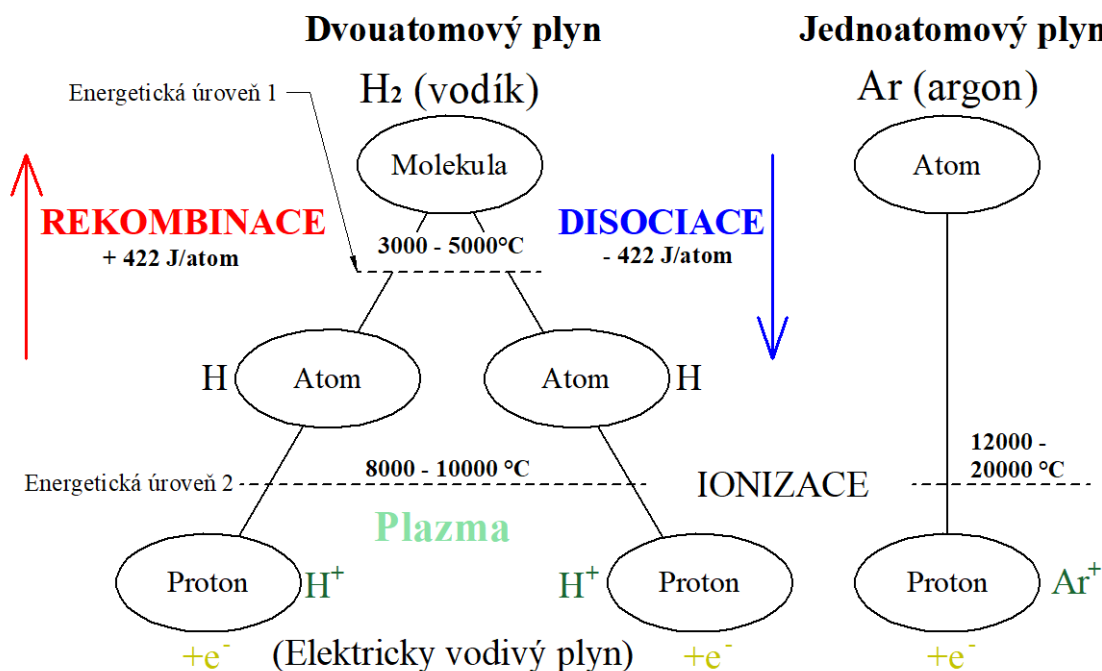 Dvouatomový plyn
Jednoatomový plyn
Energetická úroveň 1
H2 (vodík)
Ar (argon)
Molekula
Atom
REKOMBINACE
+ 422 J/atom
3000 - 5000°C
DISOCIACE
- 422 J/atom
H
Atom
Atom
H
Energetická úroveň 2
8000 - 10000 °C
IONIZACE
12000 -
20000 °C
Plazma
Proton
H+
H+
Proton
Proton
Ar+
+e-
(Elektricky vodivý plyn)
+e-
+e-